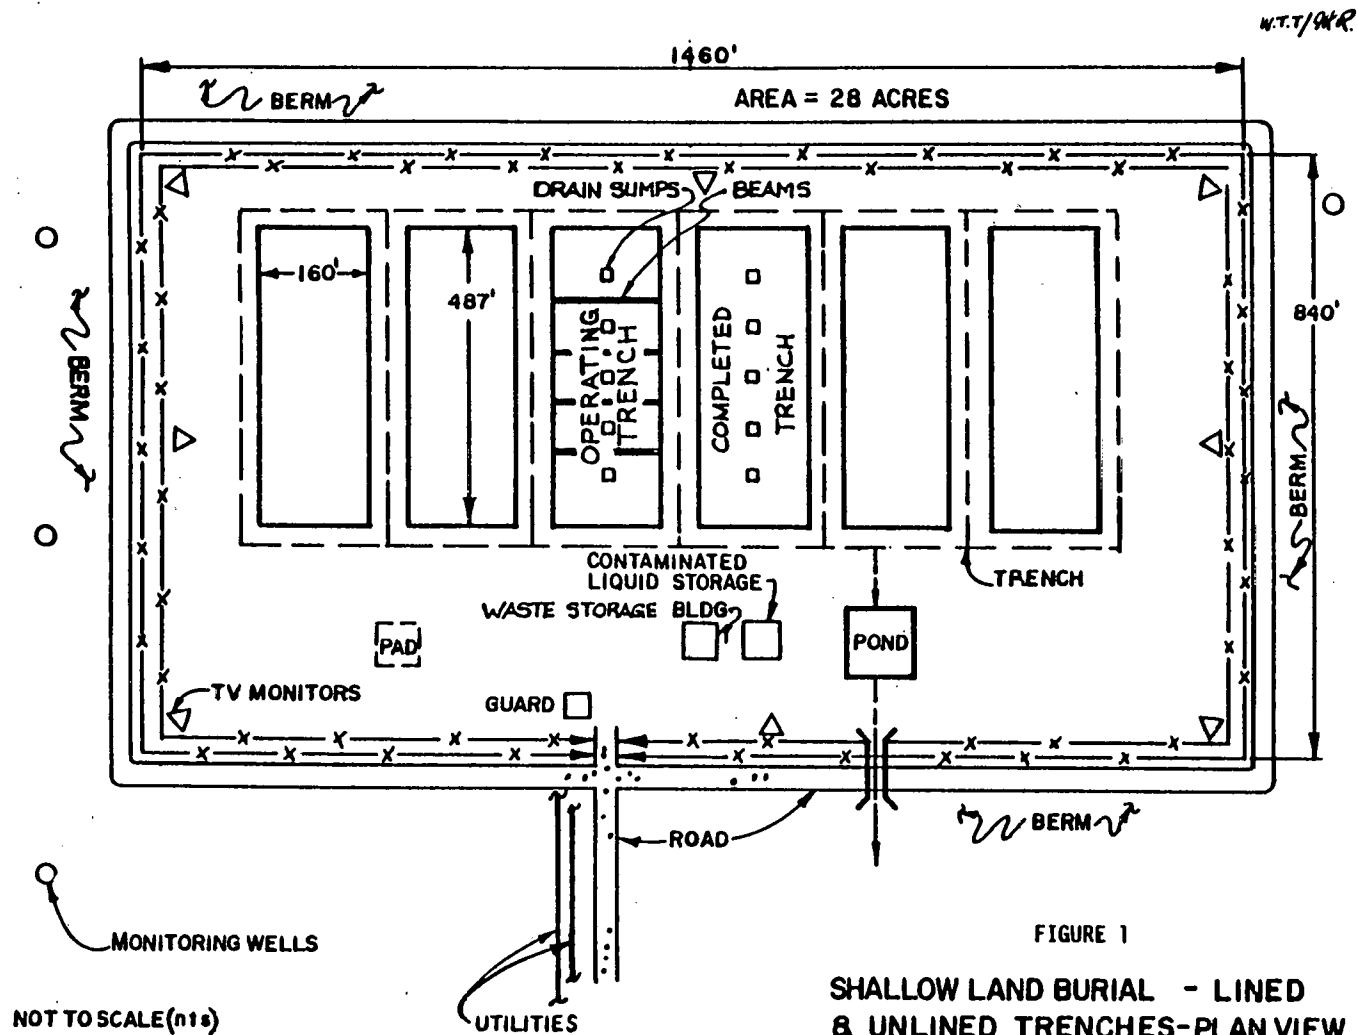 W.T.T/
1460'
BERM
AREA = 28 ACRES
DRAIN SUMPS
BEAMS
160'
487'
840'
OPERATING
TRENCH
COMPLETED
TRENCH
BERM
BERM
CONTAMINATED
LIQUID STORAGE
TRENCH
WASTE STORAGE BLDG
PAD
POND
TV MONITORS
GUARD
ROAD
BERM
MONITORING WELLS
FIGURE 1
SHALLOW LAND BURIAL - LINED
& UNLINED TRENCHES-PLAN VIEW
NOT TO SCALE(nts)
UTILITIES